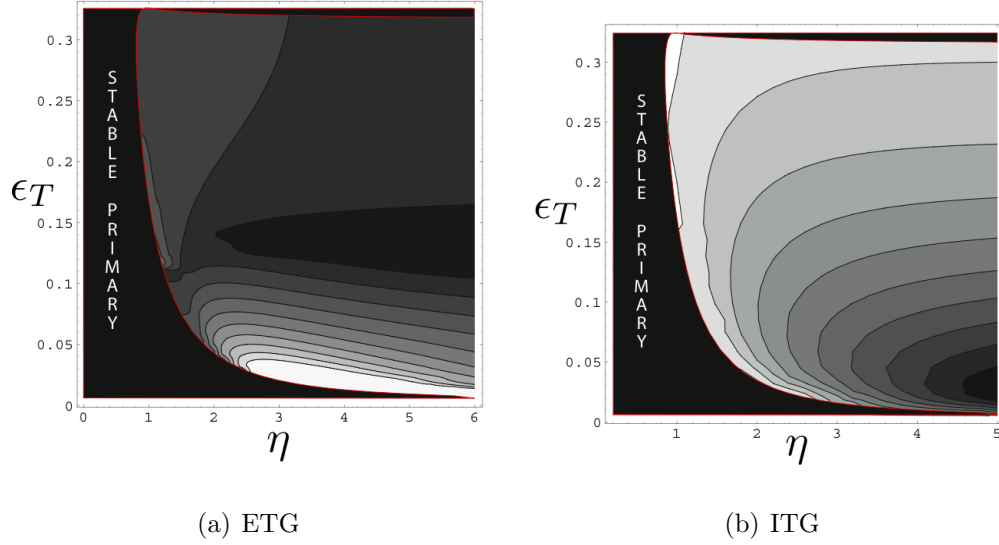 0.3
0.25
0.2
0.15
0.1
0.05
0
ϵT
STABLE PRIMARY
0 1 2 3 4 5 6
η
(a) ETG
0.3
0.25
0.2
0.15
0.1
0.05
0
ϵT
STABLE PRIMARY
1 2 3 4 5
η
(b) ITG